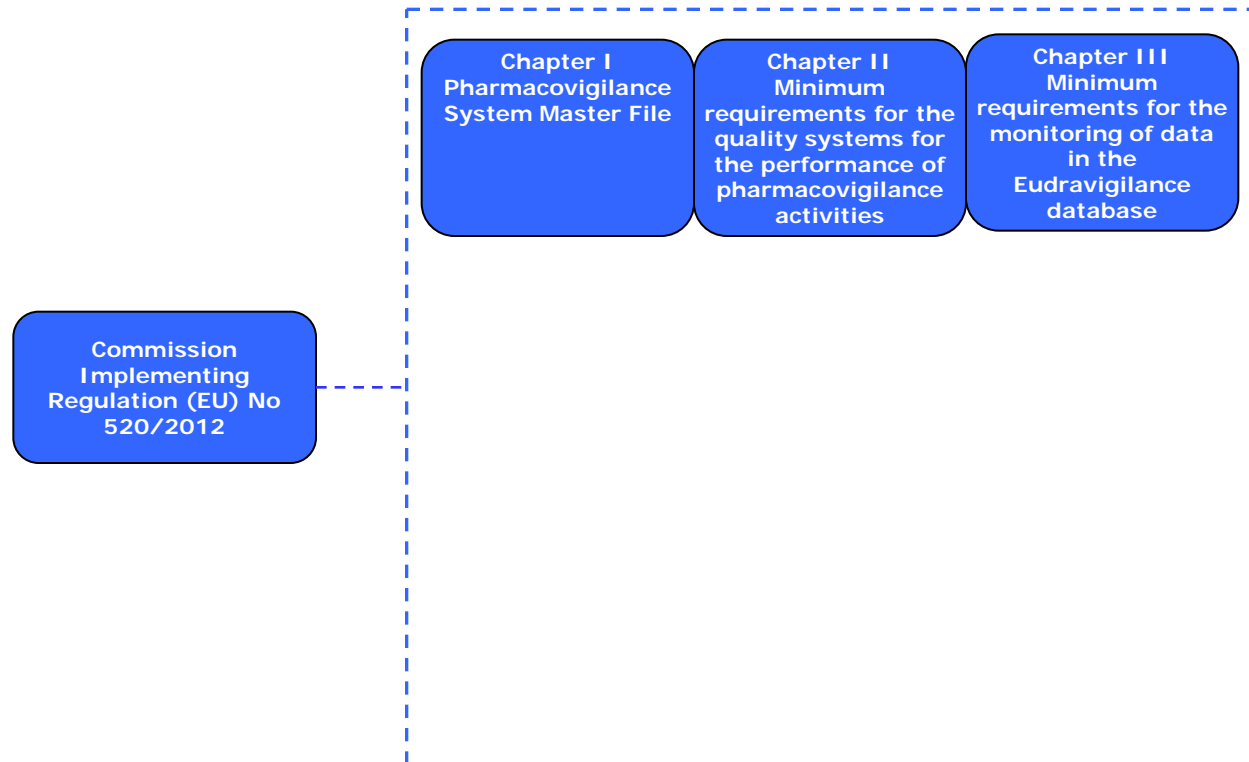 Chapter I
Pharmacovigilance
System Master File
Chapter II
Minimum
requirements for the
quality systems for
the performance of
pharmacovigilance
activities
Chapter III
Minimum
requirements for the
monitoring of data
in the
Eudravigilance
database
Commission
Implementing
Regulation (EU) No
520/2012